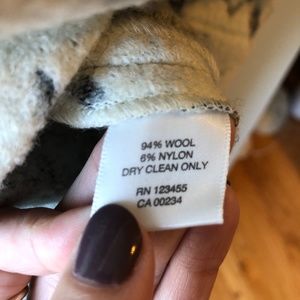 94% WOOL
6% NYLON
DRY CLEAN ONLY
RN 123455
CA 00234